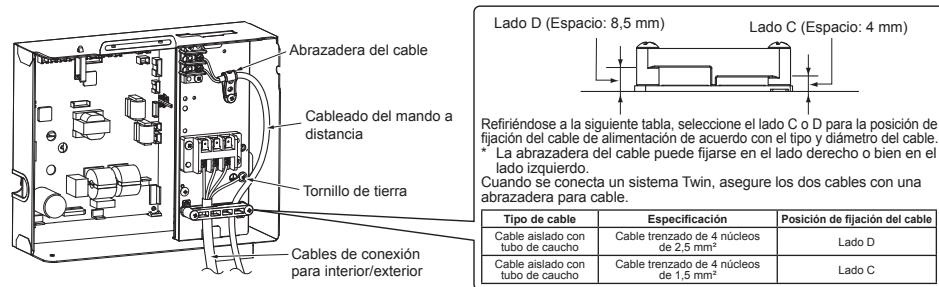 Abrazadera del cable
Cableado del mando a
distancia
Tornillo de tierra
Cables de conexión
para interior/exterior
Lado D (Espacio: 8,5 mm)
Lado C (Espacio: 4 mm)
Refiriéndose a la siguiente tabla, seleccione el lado C o D para la posición de
fijación del cable de alimentación de acuerdo con el tipo y diámetro del cable.
* La abrazadera del cable puede fijarse en el lado derecho o bien en el
lado izquierdo.
Cuando se conecta un sistema Twin, asegure los dos cables con una
abrazadera para cable.
Tipo de cable Especificación Posición de fijación del cable
Cable aislado con
tubo de caucho
Cable trenzado de 4 núcleos
de 2,5 mm²
Lado D
Cable aislado con
tubo de caucho
Cable trenzado de 4 núcleos
de 1,5 mm²
Lado C